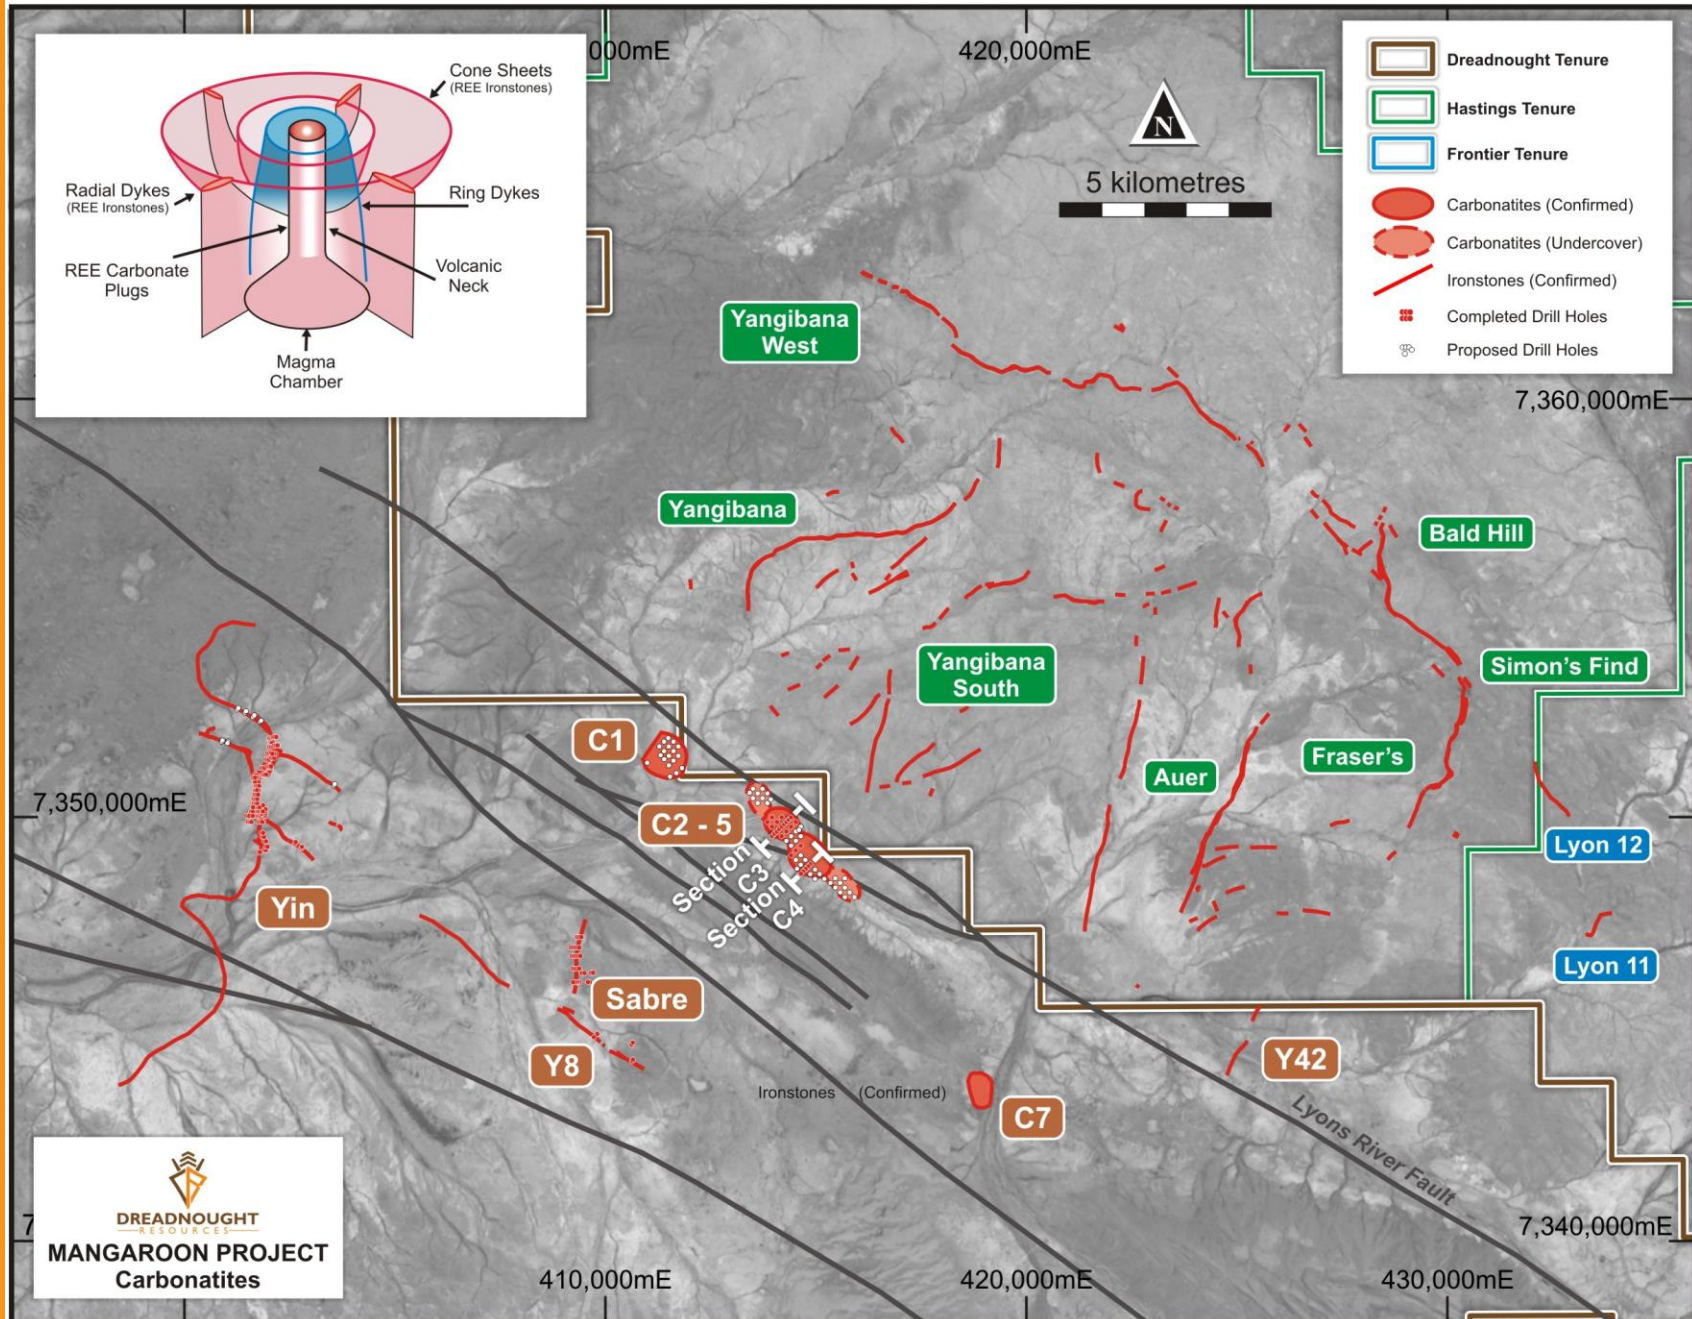 Cone Sheets
(REE Ironstones)
Radial Dykes
(REE Ironstones)
Ring Dykes
REE Carbonate
Plugs
Volcanic
Neck
Magma
Chamber
000mE
420,000mE
N
5 kilometres
Dreadnought Tenure
Hastings Tenure
Frontier Tenure
Carbonatites (Confirmed)
Carbonatites (Undercover)
Ironstones (Confirmed)
Completed Drill Holes
Proposed Drill Holes
7,360,000mE
Yangibana
West
Yangibana
Bald Hill
Yangibana
South
Simon's Find
C1
Fraser's
Auer
7,350,000mE
C2 - 5
Section
C3
Section
C4
Lyon 12
Yin
Lyon 11
Sabre
Y8
Y42
Ironstones (Confirmed)
C7
Lyons River Fault
7
7,340,000mE
DREADNOUGHT
RESOURCES
MANGAROON PROJECT
Carbonatites
410,000mE
420,000mE
430,000mE